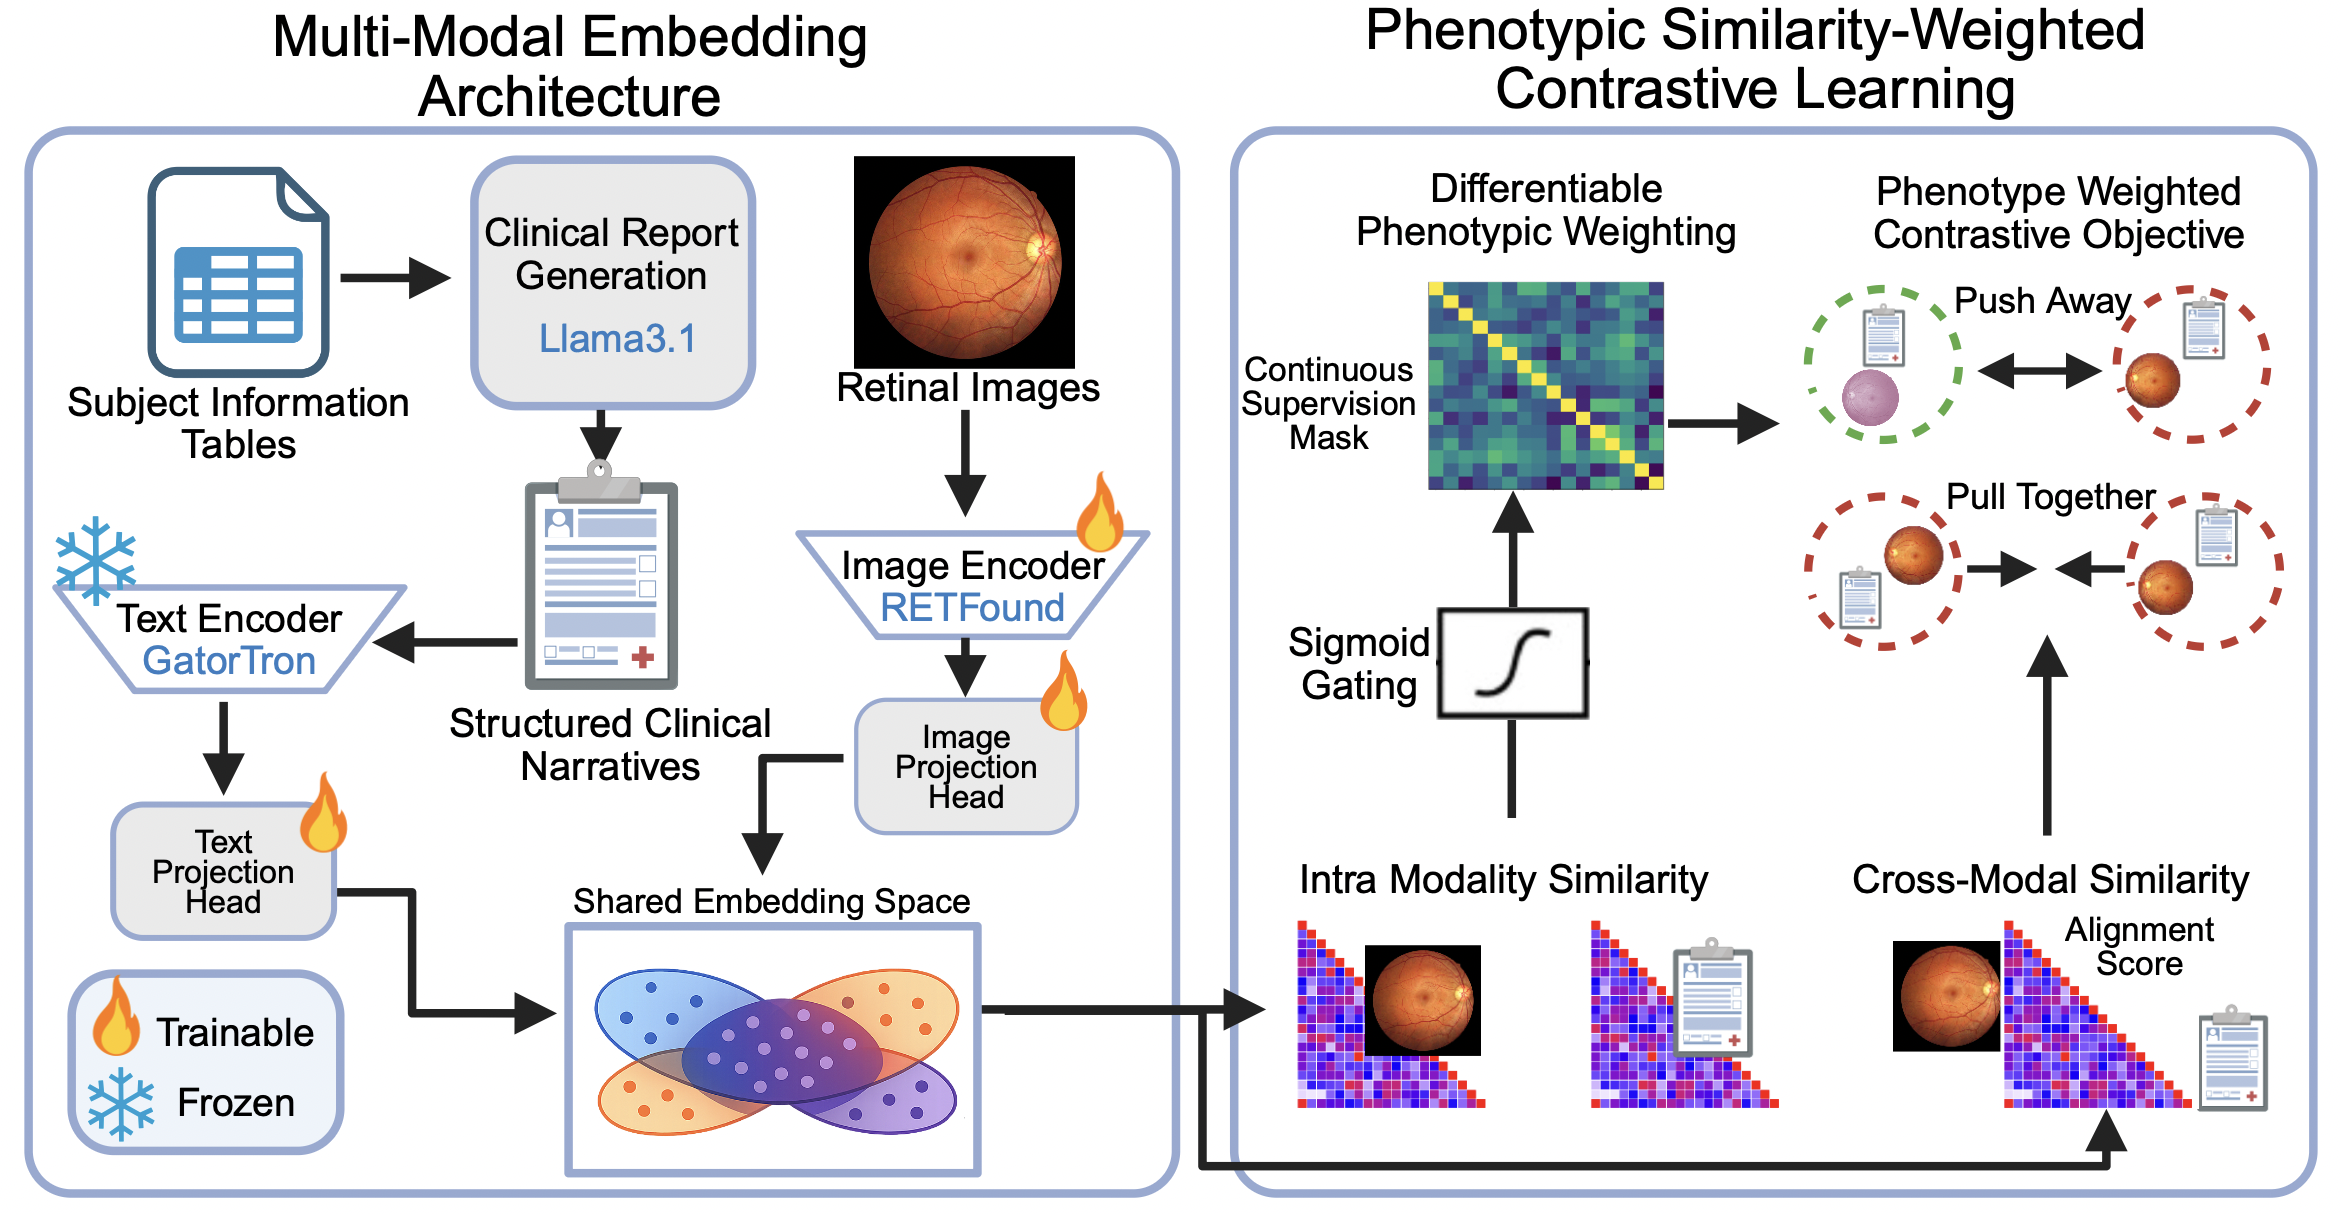 Multi-Modal Embedding
Architecture
Subject Information
Tables
Clinical Report
Generation
Llama3.1
Retinal Images
Structured Clinical
Narratives
Text Encoder
GatorTron
Image Encoder
RETFound
Image
Projection
Head
Text
Projection
Head
Shared Embedding Space
Trainable
Frozen
Phenotypic Similarity-Weighted
Contrastive Learning
Differentiable
Phenotypic Weighting
Continuous
Supervision
Mask
Phenotype Weighted
Contrastive Objective
Push Away
Pull Together
Sigmoid
Gating
Intra Modality Similarity
Cross-Modal Similarity
Alignment
Score